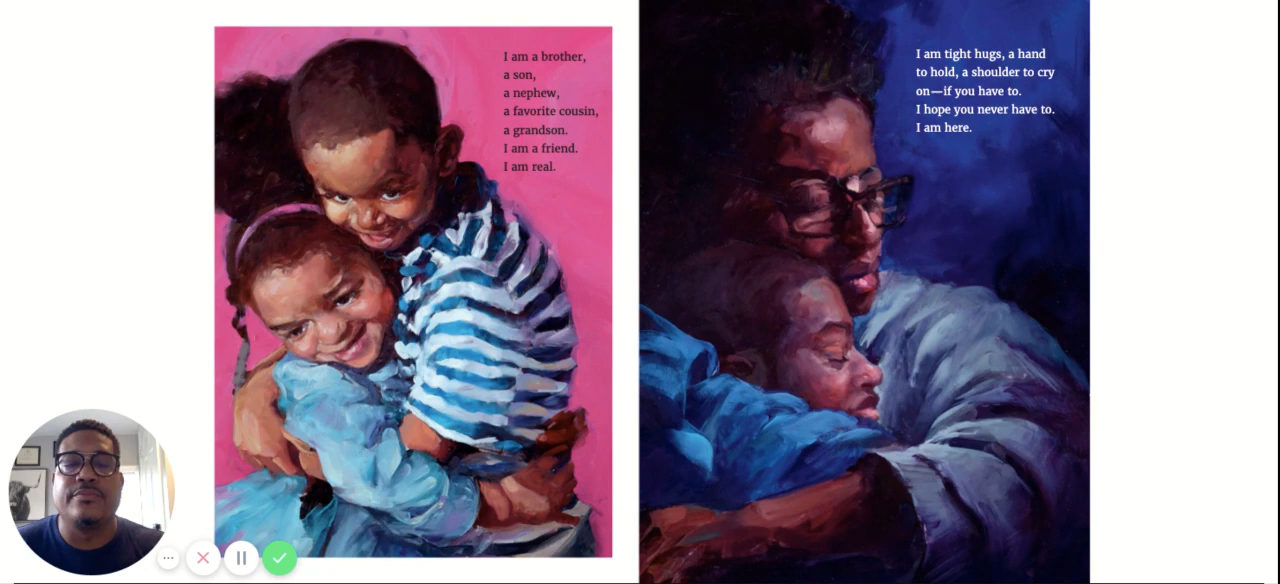 I am a brother,
a son,
a nephew,
a favorite cousin,
a grandson.
I am a friend.
I am real.
I am tight hugs, a hand
to hold, a shoulder to cry
on—if you have to.
I hope you never have to.
I am here.